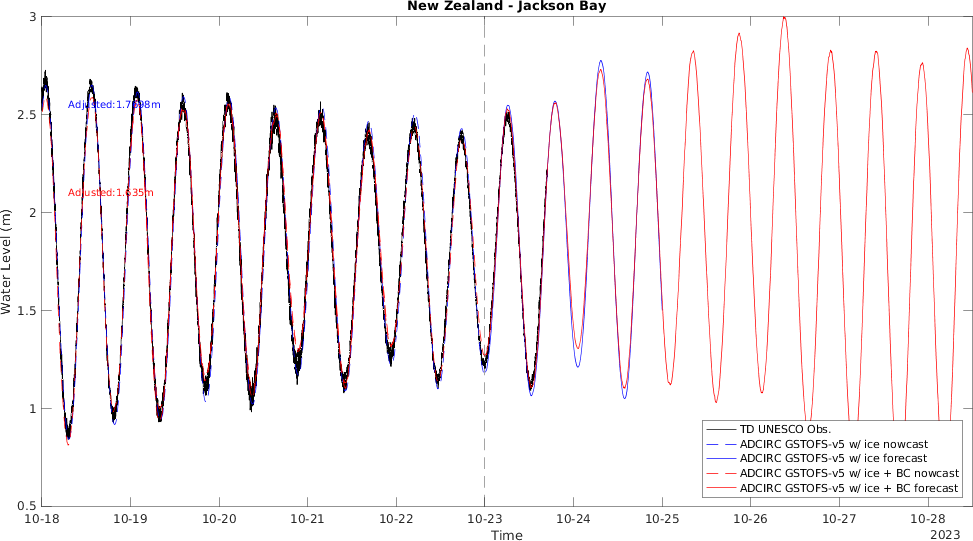 New Zealand - Jackson Bay
Water Level (m)
3
2.5
2
1.5
1
0.5
Adjusted:1.7698m
Adjusted:1.635m
TD UNESCO Obs.
ADCIRC GSTOFS-v5 w/ ice nowcast
ADCIRC GSTOFS-v5 w/ ice forecast
ADCIRC GSTOFS-v5 w/ ice + BC nowcast
ADCIRC GSTOFS-v5 w/ ice + BC forecast
10-18 10-19 10-20 10-21 10-22 10-23 10-24 10-25 10-26 10-27 10-28
Time
2023